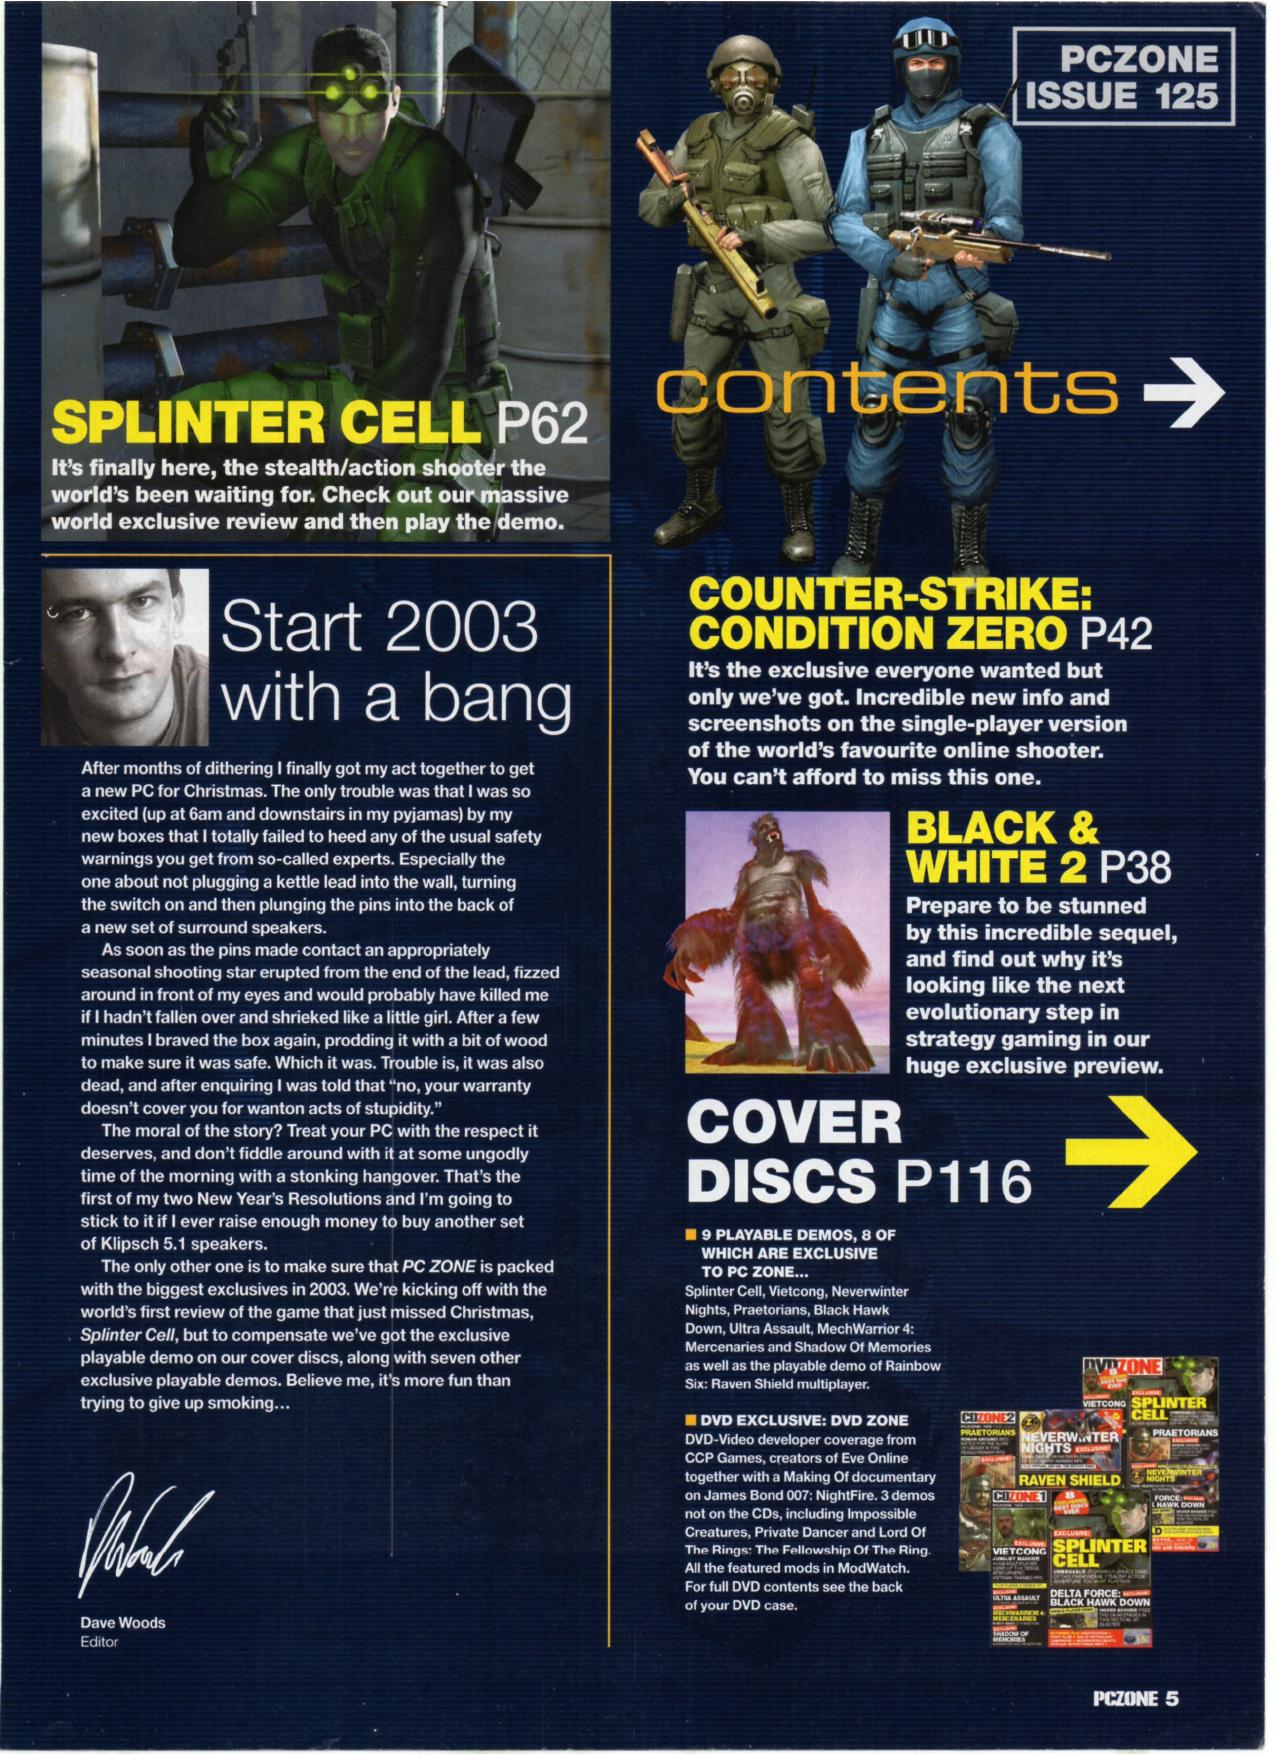 PCZONE
ISSUE 125
SPLINTER CELL P62
It's finally here, the stealth/action shooter the
world's been waiting for. Check out our massive
world exclusive review and then play the demo.
contents
Start 2003
with a bang
After months of dithering I finally got my act together to get
a new PC for Christmas. The only trouble was that I was so
excited (up at 6am and downstairs in my pyjamas) by my
new boxes that I totally failed to heed any of the usual safety
warnings you get from so-called experts. Especially the
one about not plugging a kettle lead into the wall, turning
the switch on and then plunging the pins into the back of
a new set of surround speakers.
As soon as the pins made contact an appropriately
seasonal shooting star erupted from the end of the lead, fizzed
around in front of my eyes and would probably have killed me
if I hadn't fallen over and shrieked like a little girl. After a few
minutes I braved the box again, prodding it with a bit of wood
to make sure it was safe. Which it was. Trouble is, it was also
dead, and after enquiring I was told that "no, your warranty
doesn't cover you for wanton acts of stupidity."
The moral of the story? Treat your PC with the respect it
deserves, and don't fiddle around with it at some ungodly
time of the morning with a stonking hangover. That's the
first of my two New Year's Resolutions and I'm going to
stick to it if I ever raise enough money to buy another set
of Klipsch 5.1 speakers.
The only other one is to make sure that PC ZONE is packed
with the biggest exclusives in 2003. We're kicking off with the
world's first review of the game that just missed Christmas,
Splinter Cell, but to compensate we've got the exclusive
playable demo on our cover discs, along with seven other
exclusive playable demos. Believe me, it's more fun than
trying to give up smoking...
Dave Woods
Editor
COUNTER-STRIKE:
CONDITION ZERO P42
It's the exclusive everyone wanted but
only we've got. Incredible new info and
screenshots on the single-player version
of the world's favourite online shooter.
You can't afford to miss this one.
BLACK &
WHITE 2 P38
Prepare to be stunned
by this incredible sequel,
and find out why it's
looking like the next
evolutionary step in
strategy gaming in our
huge exclusive preview.
COVER
DISCS P116
9 PLAYABLE DEMOS, 8 OF
WHICH ARE EXCLUSIVE
TO PC ZONE...
Splinter Cell, Vietcong, Neverwinter
Nights, Praetorians, Black Hawk
Down, Ultra Assault, MechWarrior 4:
Mercenaries and Shadow Of Memories
as well as the playable demo of Rainbow
Six: Raven Shield multiplayer.
DVD EXCLUSIVE: DVD ZONE
DVD-Video developer coverage from
CCP Games, creators of Eve Online
together with a Making Of documentary
on James Bond 007: NightFire. 3 demos
not on the CDs, including Impossible
Creatures, Private Dancer and Lord Of
The Rings: The Fellowship Of The Ring.
All the featured mods in ModWatch.
For full DVD contents see the back
of your DVD case.
DVDZONE
VIETCONG
EXCLUSIVE
SPLINTER
CELL
PRAETORIANS
NEVERWINTER
NIGHTS
FORCE:
HAWK DOWN
CDZONE2
PRAETORIANS
NEVERWINTER
NIGHTS EXCLUSIVE!
RAVEN SHIELD
CDZONE1
VIETCONG
ULTRA ASSAULT
MECHWARRIOR 4:
MERCENARIES
SHADOW OF
MEMORIES
EXCLUSIVE!
SPLINTER
CELL
DELTA FORCE:
BLACK HAWK DOWN
PCZONE 5